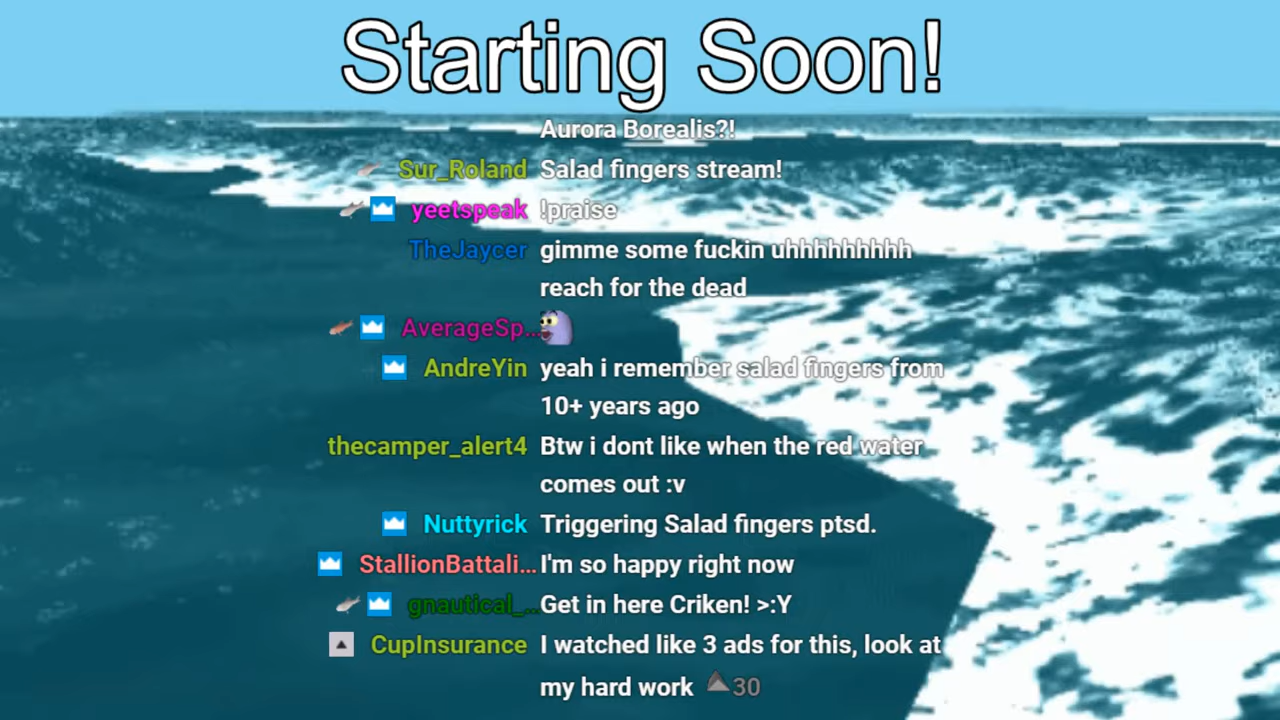 Starting Soon!
Aurora Borealis?!
Sur_Roland Salad fingers stream!
yeetspeak !praise
TheJaycer gimme some fuckin uhhhhhhhhh
reach for the dead
AverageSp...
AndreYin yeah i remember salad fingers from
10+ years ago
thecamper_alert4 Btw i dont like when the red water
comes out :v
Nuttyrick Triggering Salad fingers ptsd.
StallionBattali... I'm so happy right now
gnautical_... Get in here Criken! >:Y
CupInsurance I watched like 3 ads for this, look at
my hard work 30